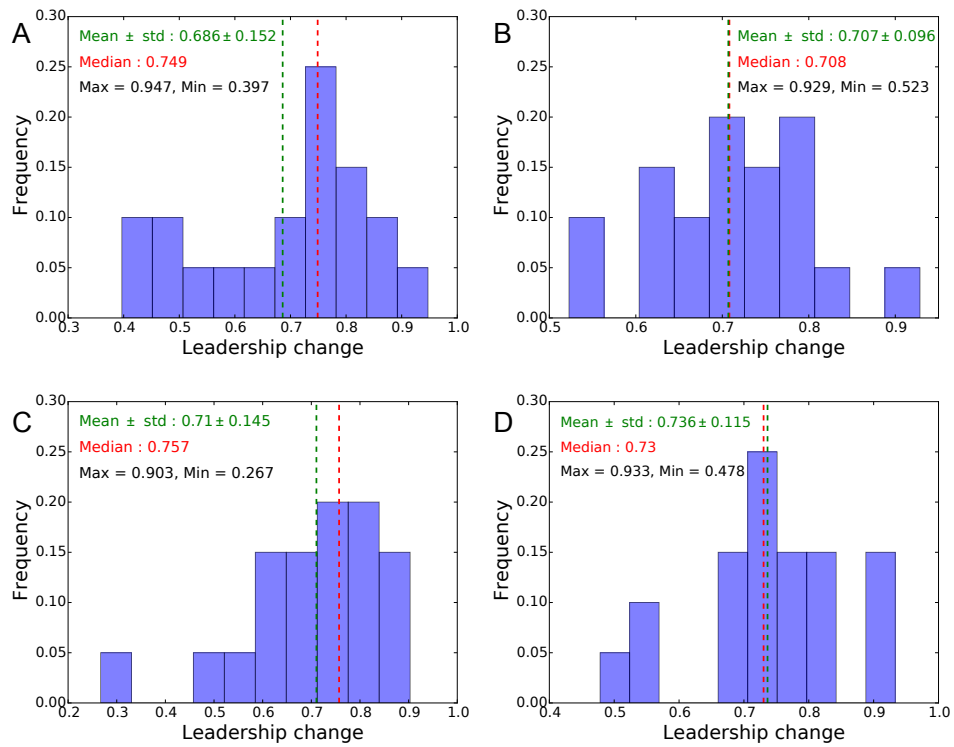 A
Mean ± std : 0.686±0.152
Median : 0.749
Max = 0.947, Min = 0.397
Frequency
0.30
0.25
0.20
0.15
0.10
0.05
0.00
0.3 0.4 0.5 0.6 0.7 0.8 0.9 1.0
Leadership change
B
Mean ± std : 0.707±0.096
Median : 0.708
Max = 0.929, Min = 0.523
Frequency
0.30
0.25
0.20
0.15
0.10
0.05
0.00
0.5 0.6 0.7 0.8 0.9
Leadership change
C
Mean ± std : 0.71±0.145
Median : 0.757
Max = 0.903, Min = 0.267
Frequency
0.30
0.25
0.20
0.15
0.10
0.05
0.00
0.2 0.3 0.4 0.5 0.6 0.7 0.8 0.9 1.0
Leadership change
D
Mean ± std : 0.736±0.115
Median : 0.73
Max = 0.933, Min = 0.478
Frequency
0.30
0.25
0.20
0.15
0.10
0.05
0.00
0.4 0.5 0.6 0.7 0.8 0.9 1.0
Leadership change